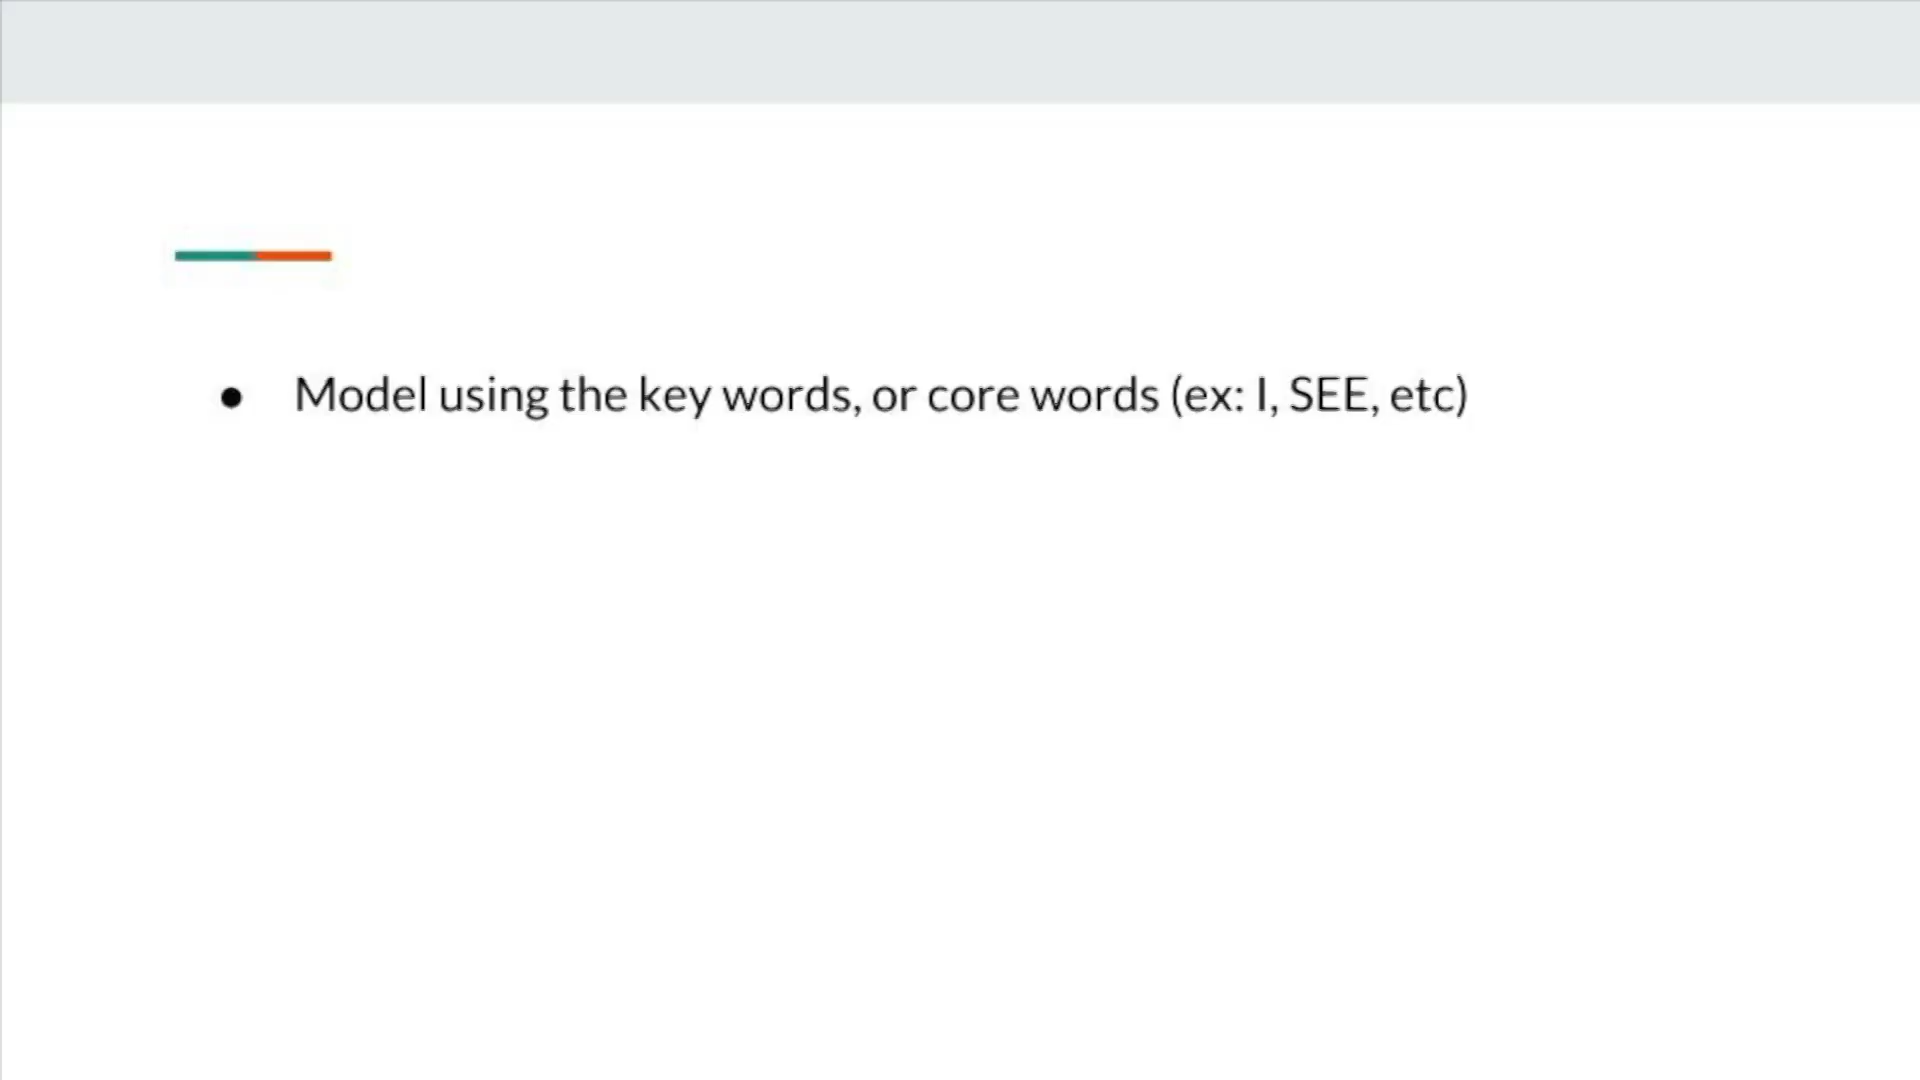 ● Model using the key words, or core words (ex: I, SEE, etc)